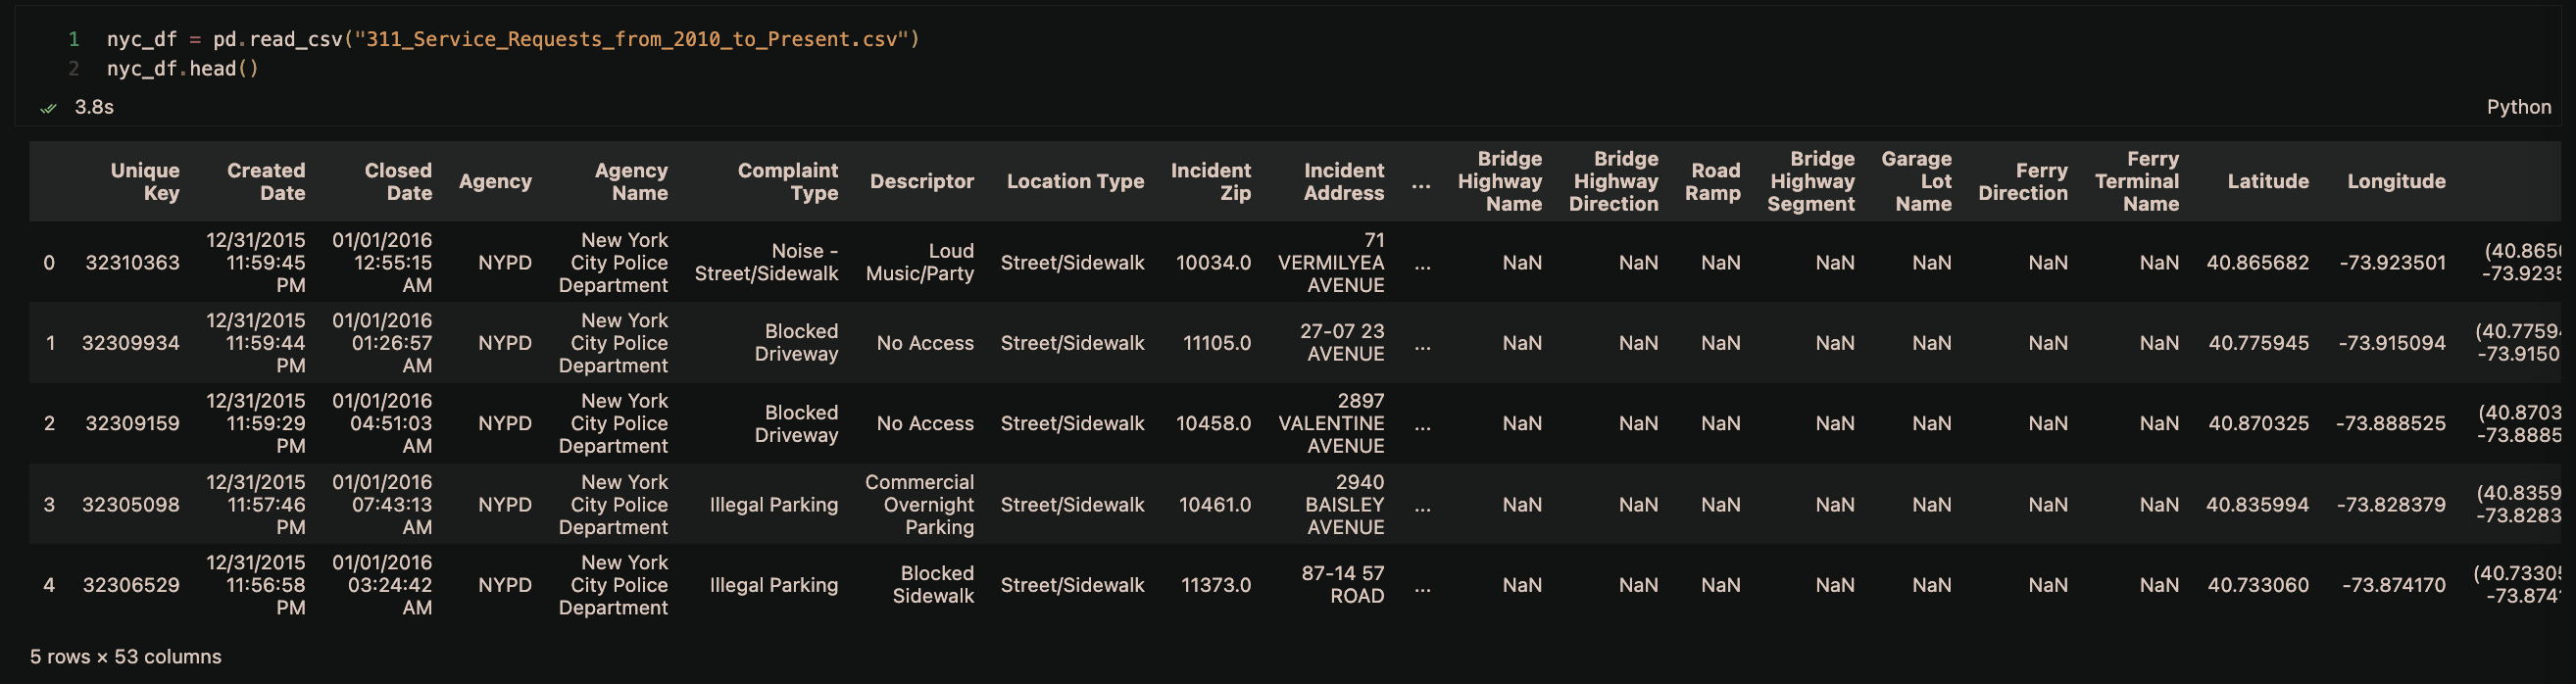 1 nyc_df = pd.read_csv("311_Service_Requests_from_2010_to_Present.csv")
2 nyc_df.head()
3.8s
Python
Unique Key Created Date Closed Date Agency Agency Name Complaint Type Descriptor Location Type Incident Zip Incident Address ... Bridge Highway Name Bridge Highway Direction Road Ramp Bridge Highway Segment Garage Lot Name Ferry Direction Ferry Terminal Name Latitude Longitude
0 32310363 12/31/2015 11:59:45 PM 01/01/2016 12:55:15 AM NYPD New York City Police Department Noise - Street/Sidewalk Loud Music/Party Street/Sidewalk 10034.0 71 VERMILYEA AVENUE ... NaN NaN NaN NaN NaN NaN NaN 40.865682 -73.923501 (40.865 -73.923
1 32309934 12/31/2015 11:59:44 PM 01/01/2016 01:26:57 AM NYPD New York City Police Department Blocked Driveway No Access Street/Sidewalk 11105.0 27-07 23 AVENUE ... NaN NaN NaN NaN NaN NaN NaN 40.775945 -73.915094 (40.7759 -73.9150
2 32309159 12/31/2015 11:59:29 PM 01/01/2016 04:51:03 AM NYPD New York City Police Department Blocked Driveway No Access Street/Sidewalk 10458.0 2897 VALENTINE AVENUE ... NaN NaN NaN NaN NaN NaN NaN 40.870325 -73.888525 (40.8703 -73.8885
3 32305098 12/31/2015 11:57:46 PM 01/01/2016 07:43:13 AM NYPD New York City Police Department Illegal Parking Commercial Overnight Parking Street/Sidewalk 10461.0 2940 BAISLEY AVENUE ... NaN NaN NaN NaN NaN NaN NaN 40.835994 -73.828379 (40.8359 -73.8283
4 32306529 12/31/2015 11:56:58 PM 01/01/2016 03:24:42 AM NYPD New York City Police Department Illegal Parking Blocked Sidewalk Street/Sidewalk 11373.0 87-14 57 ROAD ... NaN NaN NaN NaN NaN NaN NaN 40.733060 -73.874170 (40.7330 -73.874
5 rows × 53 columns